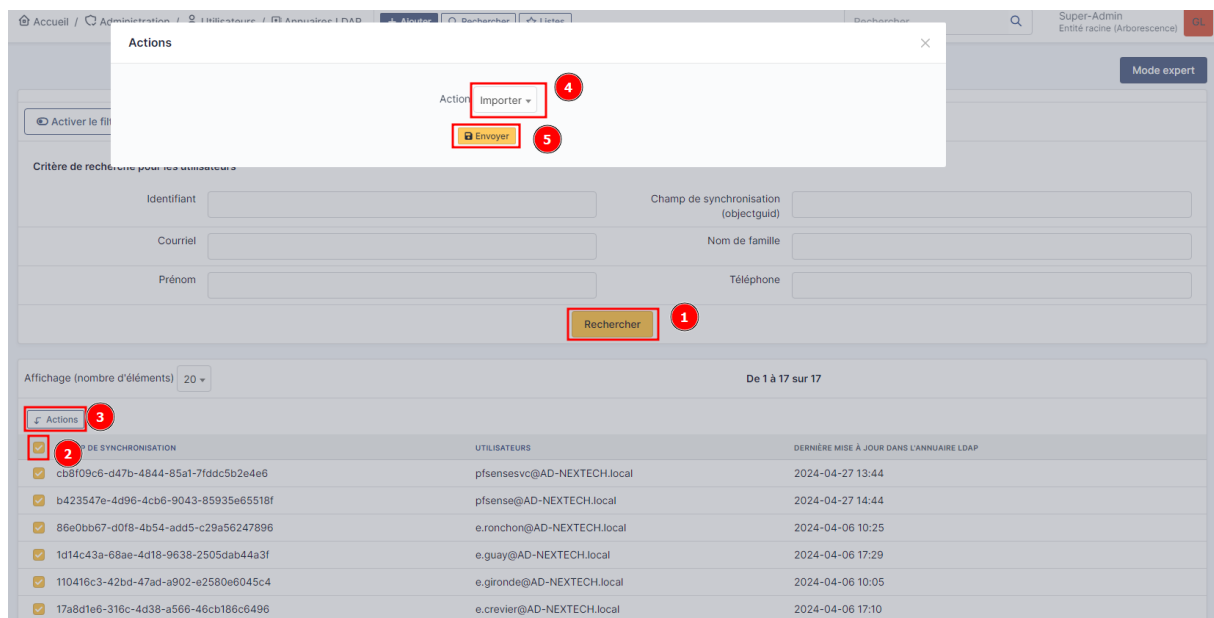 Accueil / Administration / Utilisateurs / Annuaires LDAP + Ajouter Rechercher Listes Rechercher Super-Admin GL
Entité racine (Arborescence)
Actions ×
Mode expert
Action Importer 4
Activer le filt
Envoyer 5
Critère de recherche pour les utilisateurs
Identifiant Champ de synchronisation
(objectguid)
Courriel Nom de famille
Prénom Téléphone
Rechercher 1
Affichage (nombre d'éléments) 20 De 1 à 17 sur 17
Actions 3
2 P DE SYNCHRONISATION UTILISATEURS DERNIÈRE MISE À JOUR DANS L'ANNUAIRE LDAP
cb8f09c6-d47b-4844-85a1-7fddc5b2e4e6 pfsensesvc@AD-NEXTECH.local 2024-04-27 13:44
b423547e-4d96-4cb6-9043-85935e65518f pfsense@AD-NEXTECH.local 2024-04-27 14:44
86e0bb67-d0f8-4b54-add5-c29a56247896 e.ronchon@AD-NEXTECH.local 2024-04-06 10:25
1d14c43a-68ae-4d18-9638-2505dab44a3f e.guay@AD-NEXTECH.local 2024-04-06 17:29
110416c3-42bd-47ad-a902-e2580e6045c4 e.gironde@AD-NEXTECH.local 2024-04-06 10:05
17a8d1e6-316c-4d38-a566-46cb186c6496 e.crevier@AD-NEXTECH.local 2024-04-06 17:10